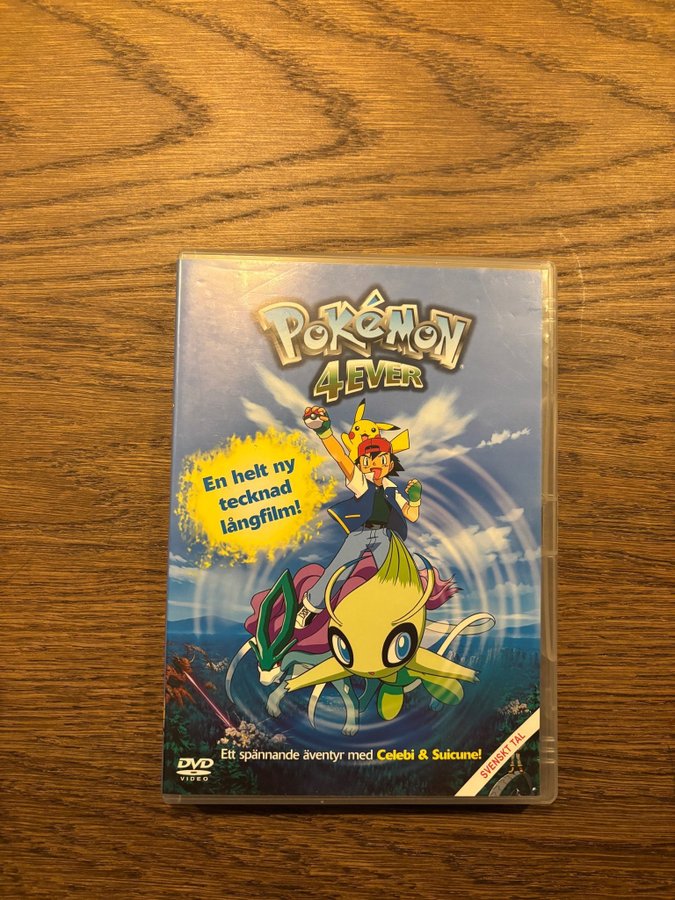 POKéMON
4EVER
En helt ny
tecknad
långfilm!
Ett spännande äventyr med Celebi & Suicune!
DVD
VIDEO
SVENSKT TAL